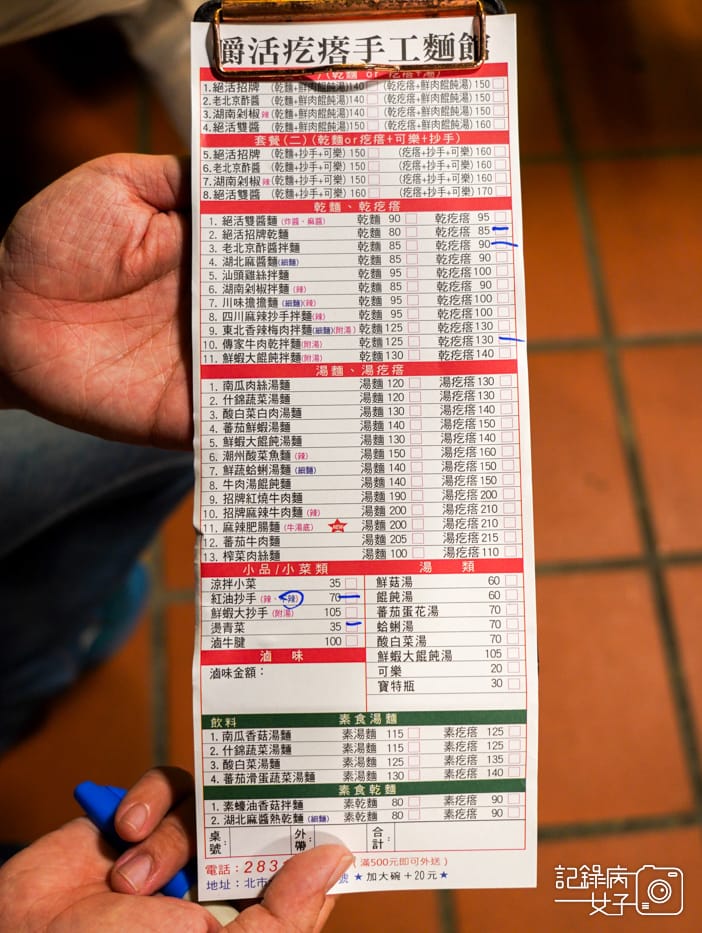 嚼活疙瘩手工麵館
(乾麵 or 疙瘩+湯)
1.絕活招牌 (乾麵+鮮肉餛飩湯)140 (疙瘩+鮮肉餛飩湯) 150
2.老北京酢醬 (乾麵+鮮肉餛飩湯)140 (疙瘩+鮮肉餛飩湯) 150
3.湖南剁椒辣 (乾麵+鮮肉餛飩湯)140 (疙瘩+鮮肉餛飩湯) 150
4.絕活雙醬 (乾麵+鮮肉餛飩湯)150 (疙瘩+鮮肉餛飩湯) 160
套餐(二)(乾麵or疙瘩+可樂+抄手)
5.絕活招牌 (乾麵+抄手+可樂) 150 (疙瘩+抄手+可樂) 160
6.老北京酢醬 (乾麵+抄手+可樂) 150 (疙瘩+抄手+可樂) 160
7.湖南剁椒辣 (乾麵+抄手+可樂) 150 (疙瘩+抄手+可樂) 160
8.絕活雙醬 (乾麵+抄手+可樂) 160 (疙瘩+抄手+可樂) 170
乾麵、乾疙瘩
1. 絕活雙醬麵 (炸醬、麻醬) 乾麵 90 乾疙瘩 95
2. 絕活招牌乾麵 乾麵 80 乾疙瘩 85
3. 老北京酢醬拌麵 乾麵 85 乾疙瘩 90
4. 湖北麻醬麵(細麵) 乾麵 85 乾疙瘩 90
5. 汕頭雞絲拌麵 乾麵 95 乾疙瘩 100
6. 湖南剁椒拌麵 (辣) 乾麵 85 乾疙瘩 90
7. 川味擔擔麵 (細麵)(辣) 乾麵 95 乾疙瘩 100
8. 四川麻辣抄手拌麵(辣) 乾麵 95 乾疙瘩 100
9. 東北香辣梅肉拌麵(細麵)(附湯) 乾麵 125 乾疙瘩 130
10. 傳家牛肉乾拌麵(附湯) 乾麵 125 乾疙瘩 130
11. 鮮蝦大餛飩拌麵(附湯) 乾麵 130 乾疙瘩 140
湯麵、湯疙瘩
1. 南瓜肉絲湯麵 湯麵 120 湯疙瘩 130
2. 什錦蔬菜湯麵 湯麵 120 湯疙瘩 130
3. 酸白菜白肉湯麵 湯麵 130 湯疙瘩 140
4. 蕃茄鮮蝦湯麵 湯麵 140 湯疙瘩 150
5. 鮮蝦大餛飩湯麵 湯麵 130 湯疙瘩 140
6. 潮州酸菜魚麵 (辣) 湯麵 150 湯疙瘩 160
7. 鮮蔬蛤蜊湯麵 (細麵) 湯麵 140 湯疙瘩 150
8. 牛肉湯餛飩麵 湯麵 140 湯疙瘩 150
9. 招牌紅燒牛肉麵 湯麵 190 湯疙瘩 200
10. 招牌麻辣牛肉麵 (辣) 湯麵 200 湯疙瘩 210
11. 麻辣肥腸麵 (牛湯底) 湯麵 200 湯疙瘩 210
12. 蕃茄牛肉麵 湯麵 205 湯疙瘩 215
13. 榨菜肉絲麵 湯麵 100 湯疙瘩 110
小品/小菜類
涼拌小菜 35
紅油抄手 (辣、不辣) 70
鮮蝦大抄手 (附湯) 105
燙青菜 35
滷牛腱 100
滷味
滷味金額：
湯 類
鮮菇湯 60
餛飩湯 60
蕃茄蛋花湯 70
蛤蜊湯 70
酸白菜湯 70
鮮蝦大餛飩湯 105
可樂 20
寶特瓶 30
飲料 素食湯麵
1. 南瓜香菇湯麵 素湯麵 115 素疙瘩 125
2. 什錦蔬菜湯麵 素湯麵 115 素疙瘩 125
3. 酸白菜湯麵 素湯麵 125 素疙瘩 135
4. 蕃茄滑蛋蔬菜湯麵 素湯麵 130 素疙瘩 140
素食乾麵
1. 素蠔油香菇拌麵 素乾麵 80 素疙瘩 90
2. 湖北麻醬熱乾麵 (細麵) 素乾麵 80 素疙瘩 90
桌號： 外帶 合計：
電話：283 (滿500元即可外送)
地址：北市 號 ★ 加大碗＋20元★
記錄病女子